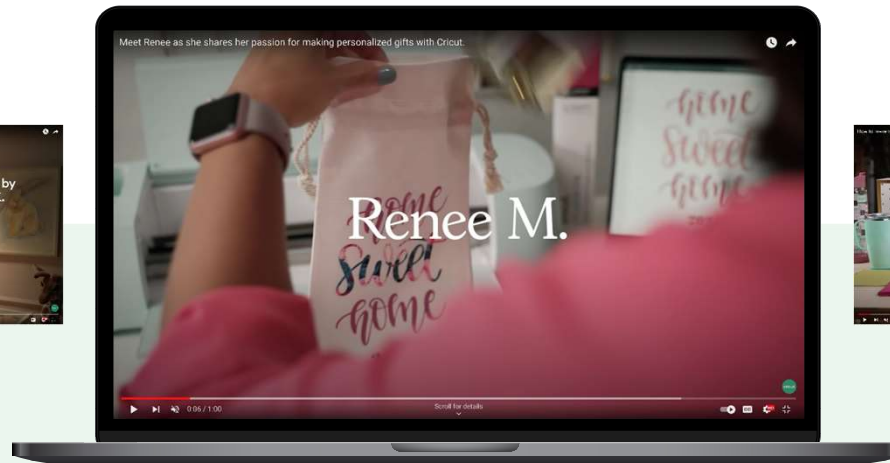 Meet Renee as she shares her passion for making personalized gifts with Cricut.
by
home
sweet
home
home
sweet
home
Renee M.
0:06 / 1:00
Scroll for details